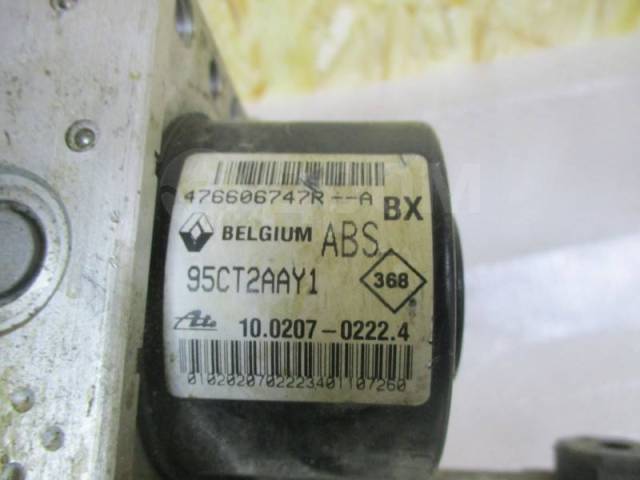 476606747R--A
BX
BELGIUM ABS
95CT2AAY1
368
Ate 10.0207-0222.4
0102020702223401107260